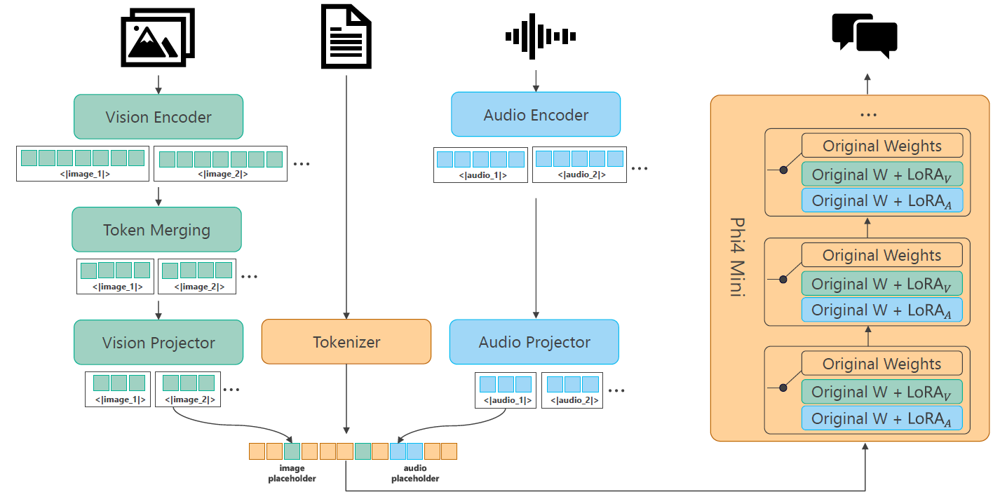 Vision Encoder
<|image_1|>
<|image_2|>
...
Token Merging
<|image_1|>
<|image_2|>
...
Vision Projector
<|image_1|>
<|image_2|>
...
Tokenizer
Audio Encoder
<|audio_1|>
<|audio_2|>
...
Audio Projector
<|audio_1|>
<|audio_2|>
...
image
placeholder
audio
placeholder
Phi4 Mini
...
Original Weights
Original W + LoRA_V
Original W + LoRA_A
Original Weights
Original W + LoRA_V
Original W + LoRA_A
Original Weights
Original W + LoRA_V
Original W + LoRA_A